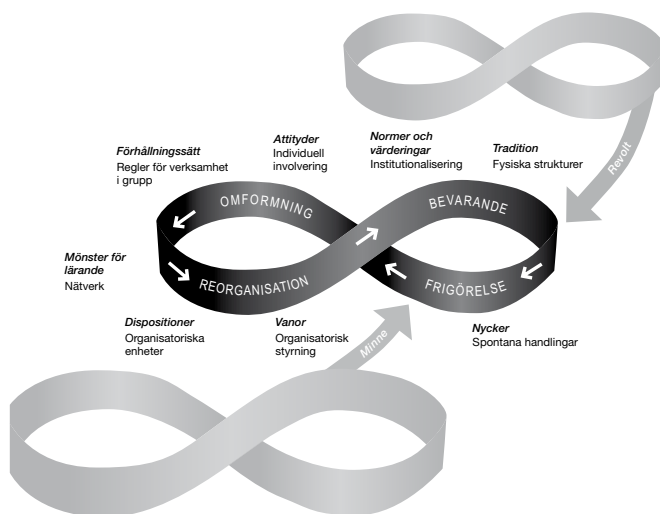 Förhållningssätt
Regler för verksamhet
i grupp
Attityder
Individuell
involvering
Normer och
värderingar
Institutionalisering
Tradition
Fysiska strukturer
Revolt
OMFORMNING
BEVARANDE
Mönster för
lärande
Nätverk
REORGANISATION
FRIGÖRELSE
Dispositioner
Organisatoriska
enheter
Vanor
Organisatorisk
styrning
Minne
Nycker
Spontana handlingar